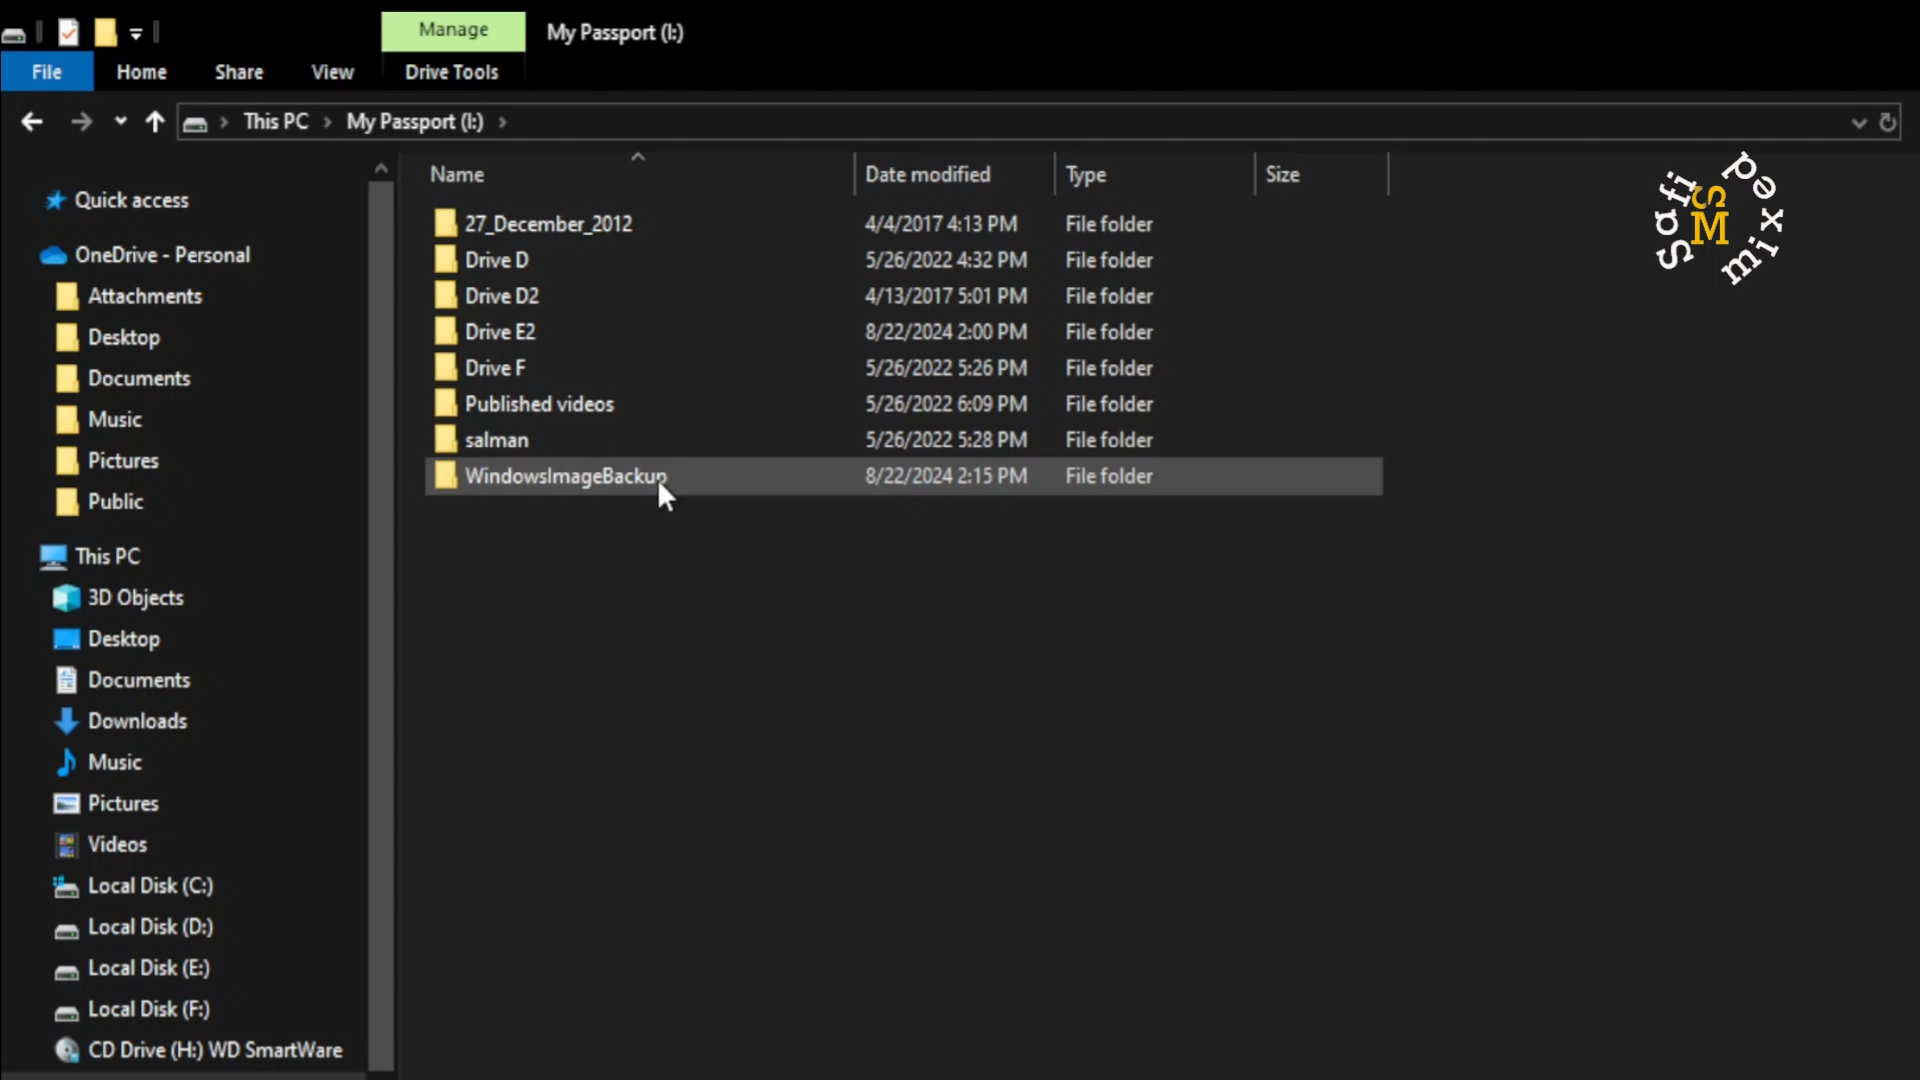 Manage
My Passport (I:)
File
Home
Share
View
Drive Tools
This PC
My Passport (I:)
Name
Date modified
Type
Size
Quick access
OneDrive - Personal
Attachments
Desktop
Documents
Music
Pictures
Public
This PC
3D Objects
Desktop
Documents
Downloads
Music
Pictures
Videos
Local Disk (C:)
Local Disk (D:)
Local Disk (E:)
Local Disk (F:)
CD Drive (H:) WD SmartWare
27_December_2012 4/4/2017 4:13 PM File folder
Drive D 5/26/2022 4:32 PM File folder
Drive D2 4/13/2017 5:01 PM File folder
Drive E2 8/22/2024 2:00 PM File folder
Drive F 5/26/2022 5:26 PM File folder
Published videos 5/26/2022 6:09 PM File folder
salman 5/26/2022 5:28 PM File folder
WindowsImageBackup 8/22/2024 2:15 PM File folder
Safi
mixed
S
M